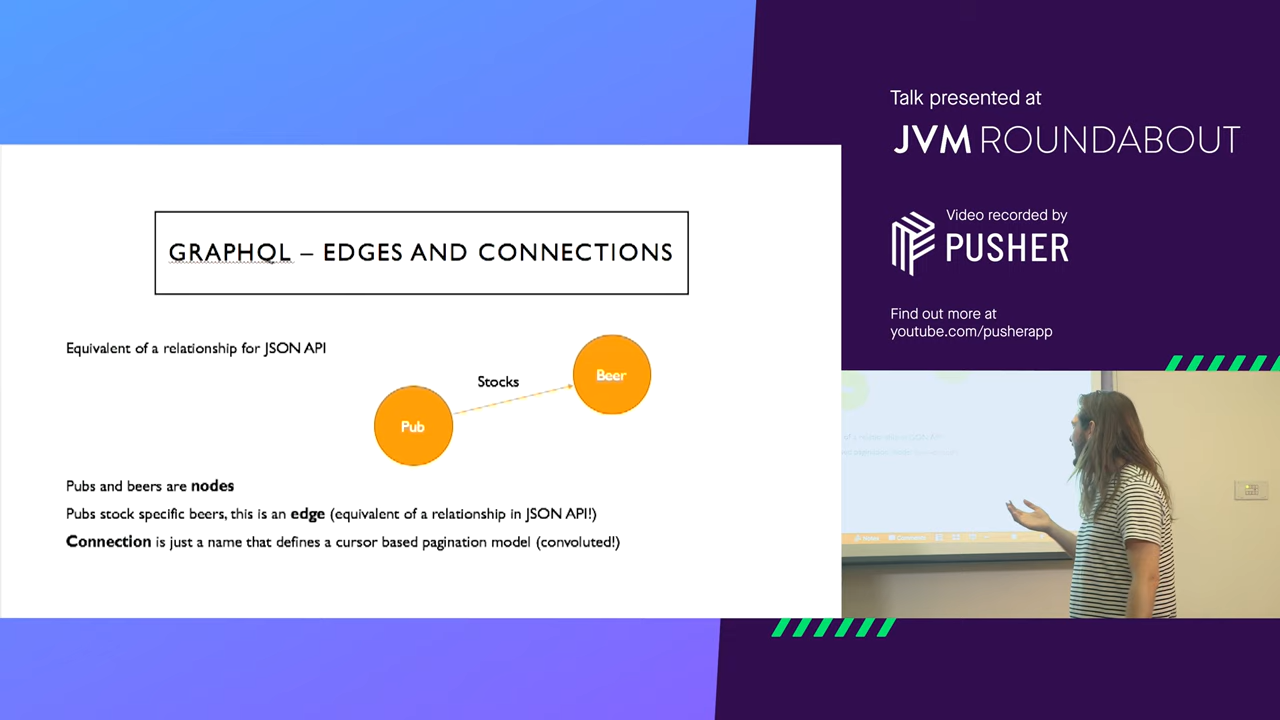 Talk presented at
JVM ROUNDABOUT
Video recorded by
PUSHER
Find out more at
youtube.com/pusherapp
GRAPHQL – EDGES AND CONNECTIONS
Equivalent of a relationship for JSON API
Stocks
Beer
Pub
Pubs and beers are nodes
Pubs stock specific beers, this is an edge (equivalent of a relationship in JSON API!)
Connection is just a name that defines a cursor based pagination model (convoluted!)
Notes
Comments